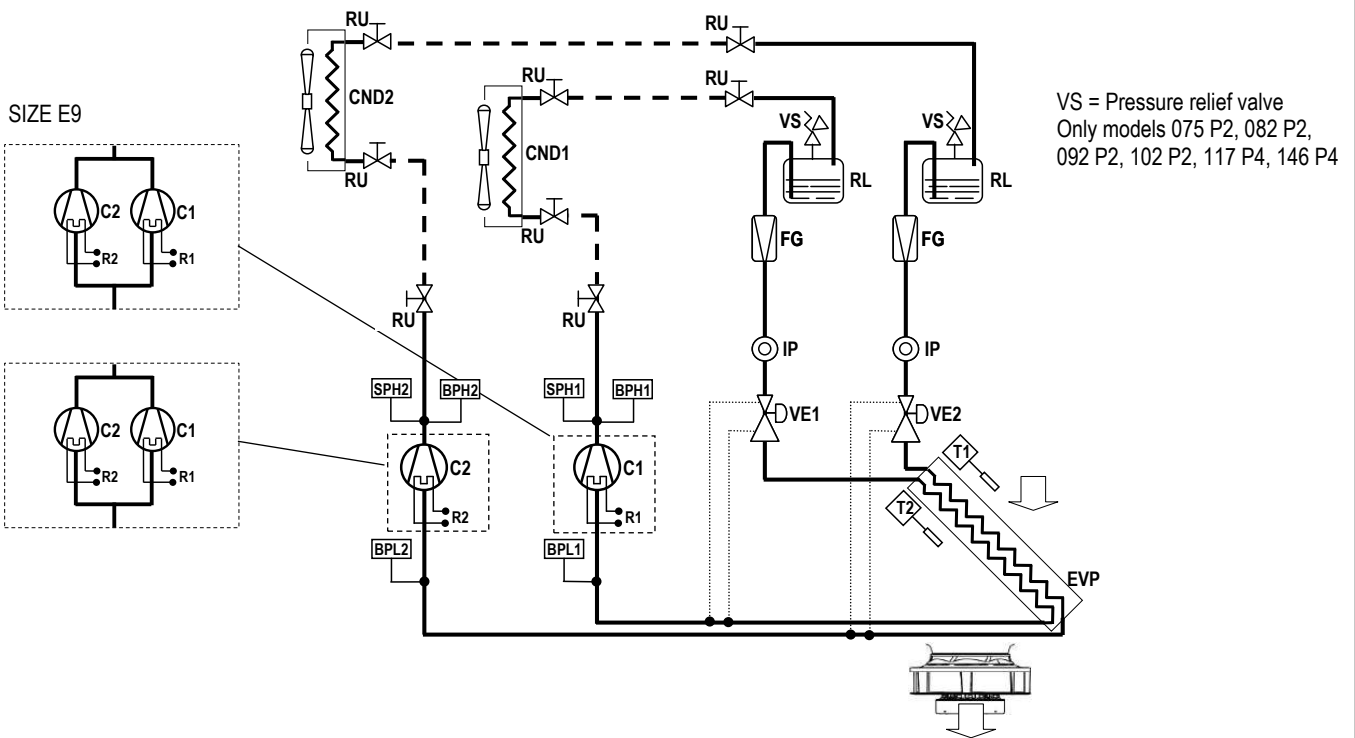 RU
RU
CND2
RU
RU
VS = Pressure relief valve
Only models 075 P2, 082 P2,
092 P2, 102 P2, 117 P4, 146 P4
SIZE E9
VS
VS
CND1
RU
RU
RL
RL
C2
C1
R2
R1
FG
FG
RU
RU
IP
IP
SPH2
BPH2
SPH1
BPH1
VE1
VE2
C2
C1
R2
R1
C2
C1
T1
R2
R1
T2
BPL2
BPL1
EVP